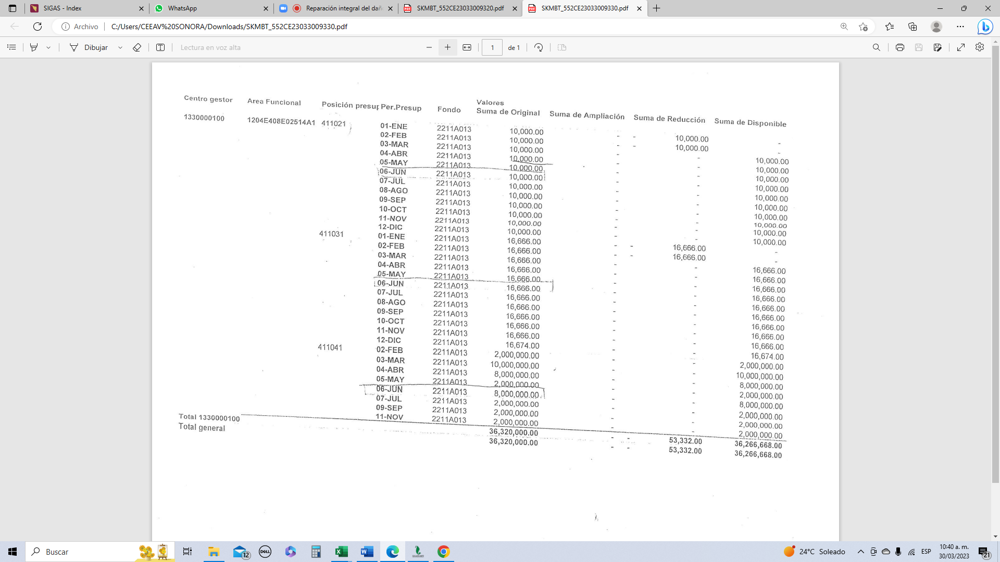 SIGAS - Index
WhatsApp
Reparación integral del dañ
SKMBT_552CE23033009320.pdf
SKMBT_552CE23033009330.pdf
Archivo C:/Users/CEEAV%20SONORA/Downloads/SKMBT_552CE23033009330.pdf
Dibujar Lectura en voz alta 1 de 1
Centro gestor Area Funcional Posición presup Per.Presup Fondo Valores
Suma de Original Suma de Ampliación Suma de Reducción Suma de Disponible
1330000100 1204E408E02514A1 411021 01-ENE 2211A013 10,000.00 - - 10,000.00 -
02-FEB 2211A013 10,000.00 - - 10,000.00 -
03-MAR 2211A013 10,000.00 - - 10,000.00
04-ABR 2211A013 10,000.00 - - 10,000.00
05-MAY 2211A013 10,000.00 - - 10,000.00
06-JUN 2211A013 10,000.00 - - 10,000.00
07-JUL 2211A013 10,000.00 - - 10,000.00
08-AGO 2211A013 10,000.00 - - 10,000.00
09-SEP 2211A013 10,000.00 - - 10,000.00
10-OCT 2211A013 10,000.00 - - 10,000.00
11-NOV 2211A013 10,000.00 - - 10,000.00
12-DIC 2211A013 10,000.00 - - 10,000.00
411031 01-ENE 2211A013 16,666.00 - - 16,666.00 -
02-FEB 2211A013 16,666.00 - - 16,666.00 -
03-MAR 2211A013 16,666.00 - - 16,666.00
04-ABR 2211A013 16,666.00 - - 16,666.00
05-MAY 2211A013 16,666.00 - - 16,666.00
06-JUN 2211A013 16,666.00 - - 16,666.00
07-JUL 2211A013 16,666.00 - - 16,666.00
08-AGO 2211A013 16,666.00 - - 16,666.00
09-SEP 2211A013 16,666.00 - - 16,666.00
10-OCT 2211A013 16,666.00 - - 16,666.00
11-NOV 2211A013 16,666.00 - - 16,666.00
12-DIC 2211A013 16,674.00 - - 16,674.00
411041 02-FEB 2211A013 2,000,000.00 - - 2,000,000.00
03-MAR 2211A013 10,000,000.00 - - 10,000,000.00
04-ABR 2211A013 8,000,000.00 - - 8,000,000.00
05-MAY 2211A013 2,000,000.00 - - 2,000,000.00
06-JUN 2211A013 8,000,000.00 - - 8,000,000.00
07-JUL 2211A013 2,000,000.00 - - 2,000,000.00
09-SEP 2211A013 2,000,000.00 - - 2,000,000.00
11-NOV 2211A013 2,000,000.00 - - 2,000,000.00
Total 1330000100 36,320,000.00 - - 53,332.00 36,266,668.00
Total general 36,320,000.00 - - 53,332.00 36,266,668.00
Buscar 12 DELL 24°C Soleado ESP 10:40 a. m.
30/03/2023 21